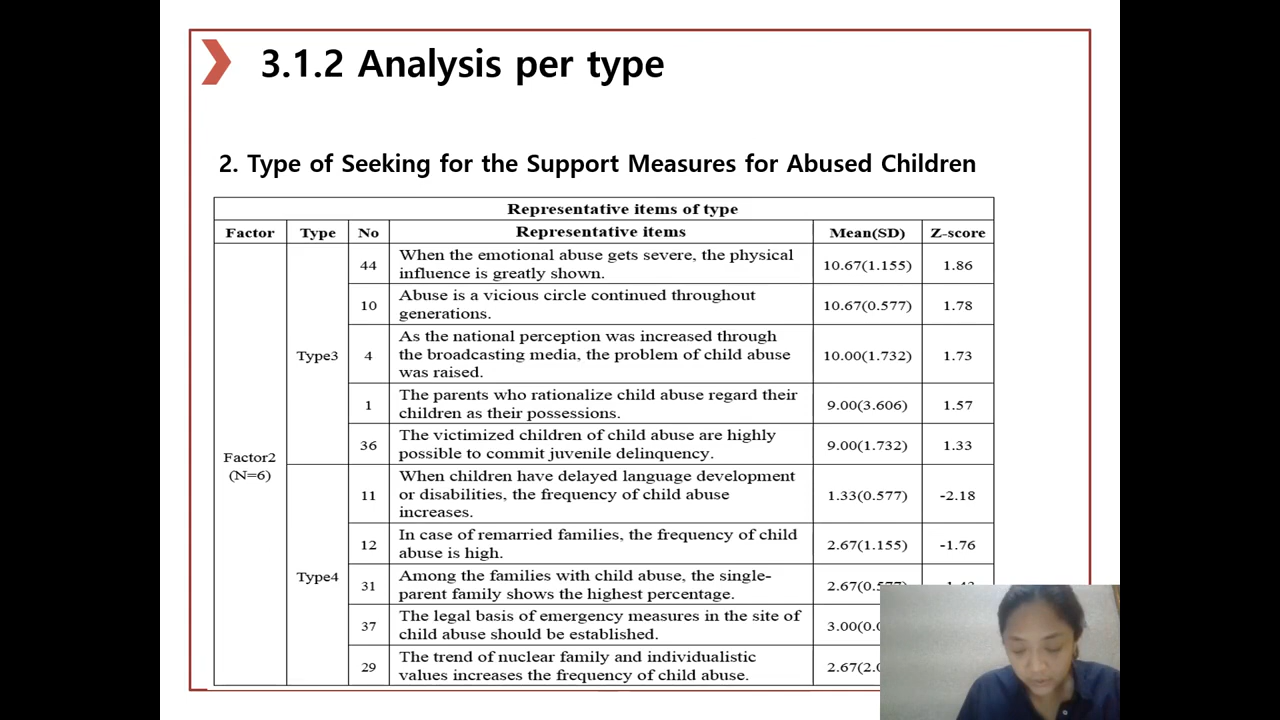 3.1.2 Analysis per type
2. Type of Seeking for the Support Measures for Abused Children
Representative items of type
Factor Type No Representative items Mean(SD) Z-score
Factor2
(N=6)
Type3
44 When the emotional abuse gets severe, the physical
influence is greatly shown. 10.67(1.155) 1.86
10 Abuse is a vicious circle continued throughout
generations. 10.67(0.577) 1.78
4 As the national perception was increased through
the broadcasting media, the problem of child abuse
was raised. 10.00(1.732) 1.73
1 The parents who rationalize child abuse regard their
children as their possessions. 9.00(3.606) 1.57
36 The victimized children of child abuse are highly
possible to commit juvenile delinquency. 9.00(1.732) 1.33
Type4
11 When children have delayed language development
or disabilities, the frequency of child abuse
increases. 1.33(0.577) -2.18
12 In case of remarried families, the frequency of child
abuse is high. 2.67(1.155) -1.76
31 Among the families with child abuse, the single-
parent family shows the highest percentage.
37 The legal basis of emergency measures in the site of
child abuse should be established.
29 The trend of nuclear family and individualistic
values increases the frequency of child abuse.